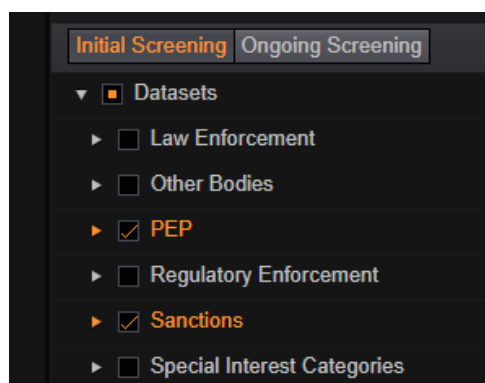 Initial Screening Ongoing Screening
Datasets
Law Enforcement
Other Bodies
PEP
Regulatory Enforcement
Sanctions
Special Interest Categories